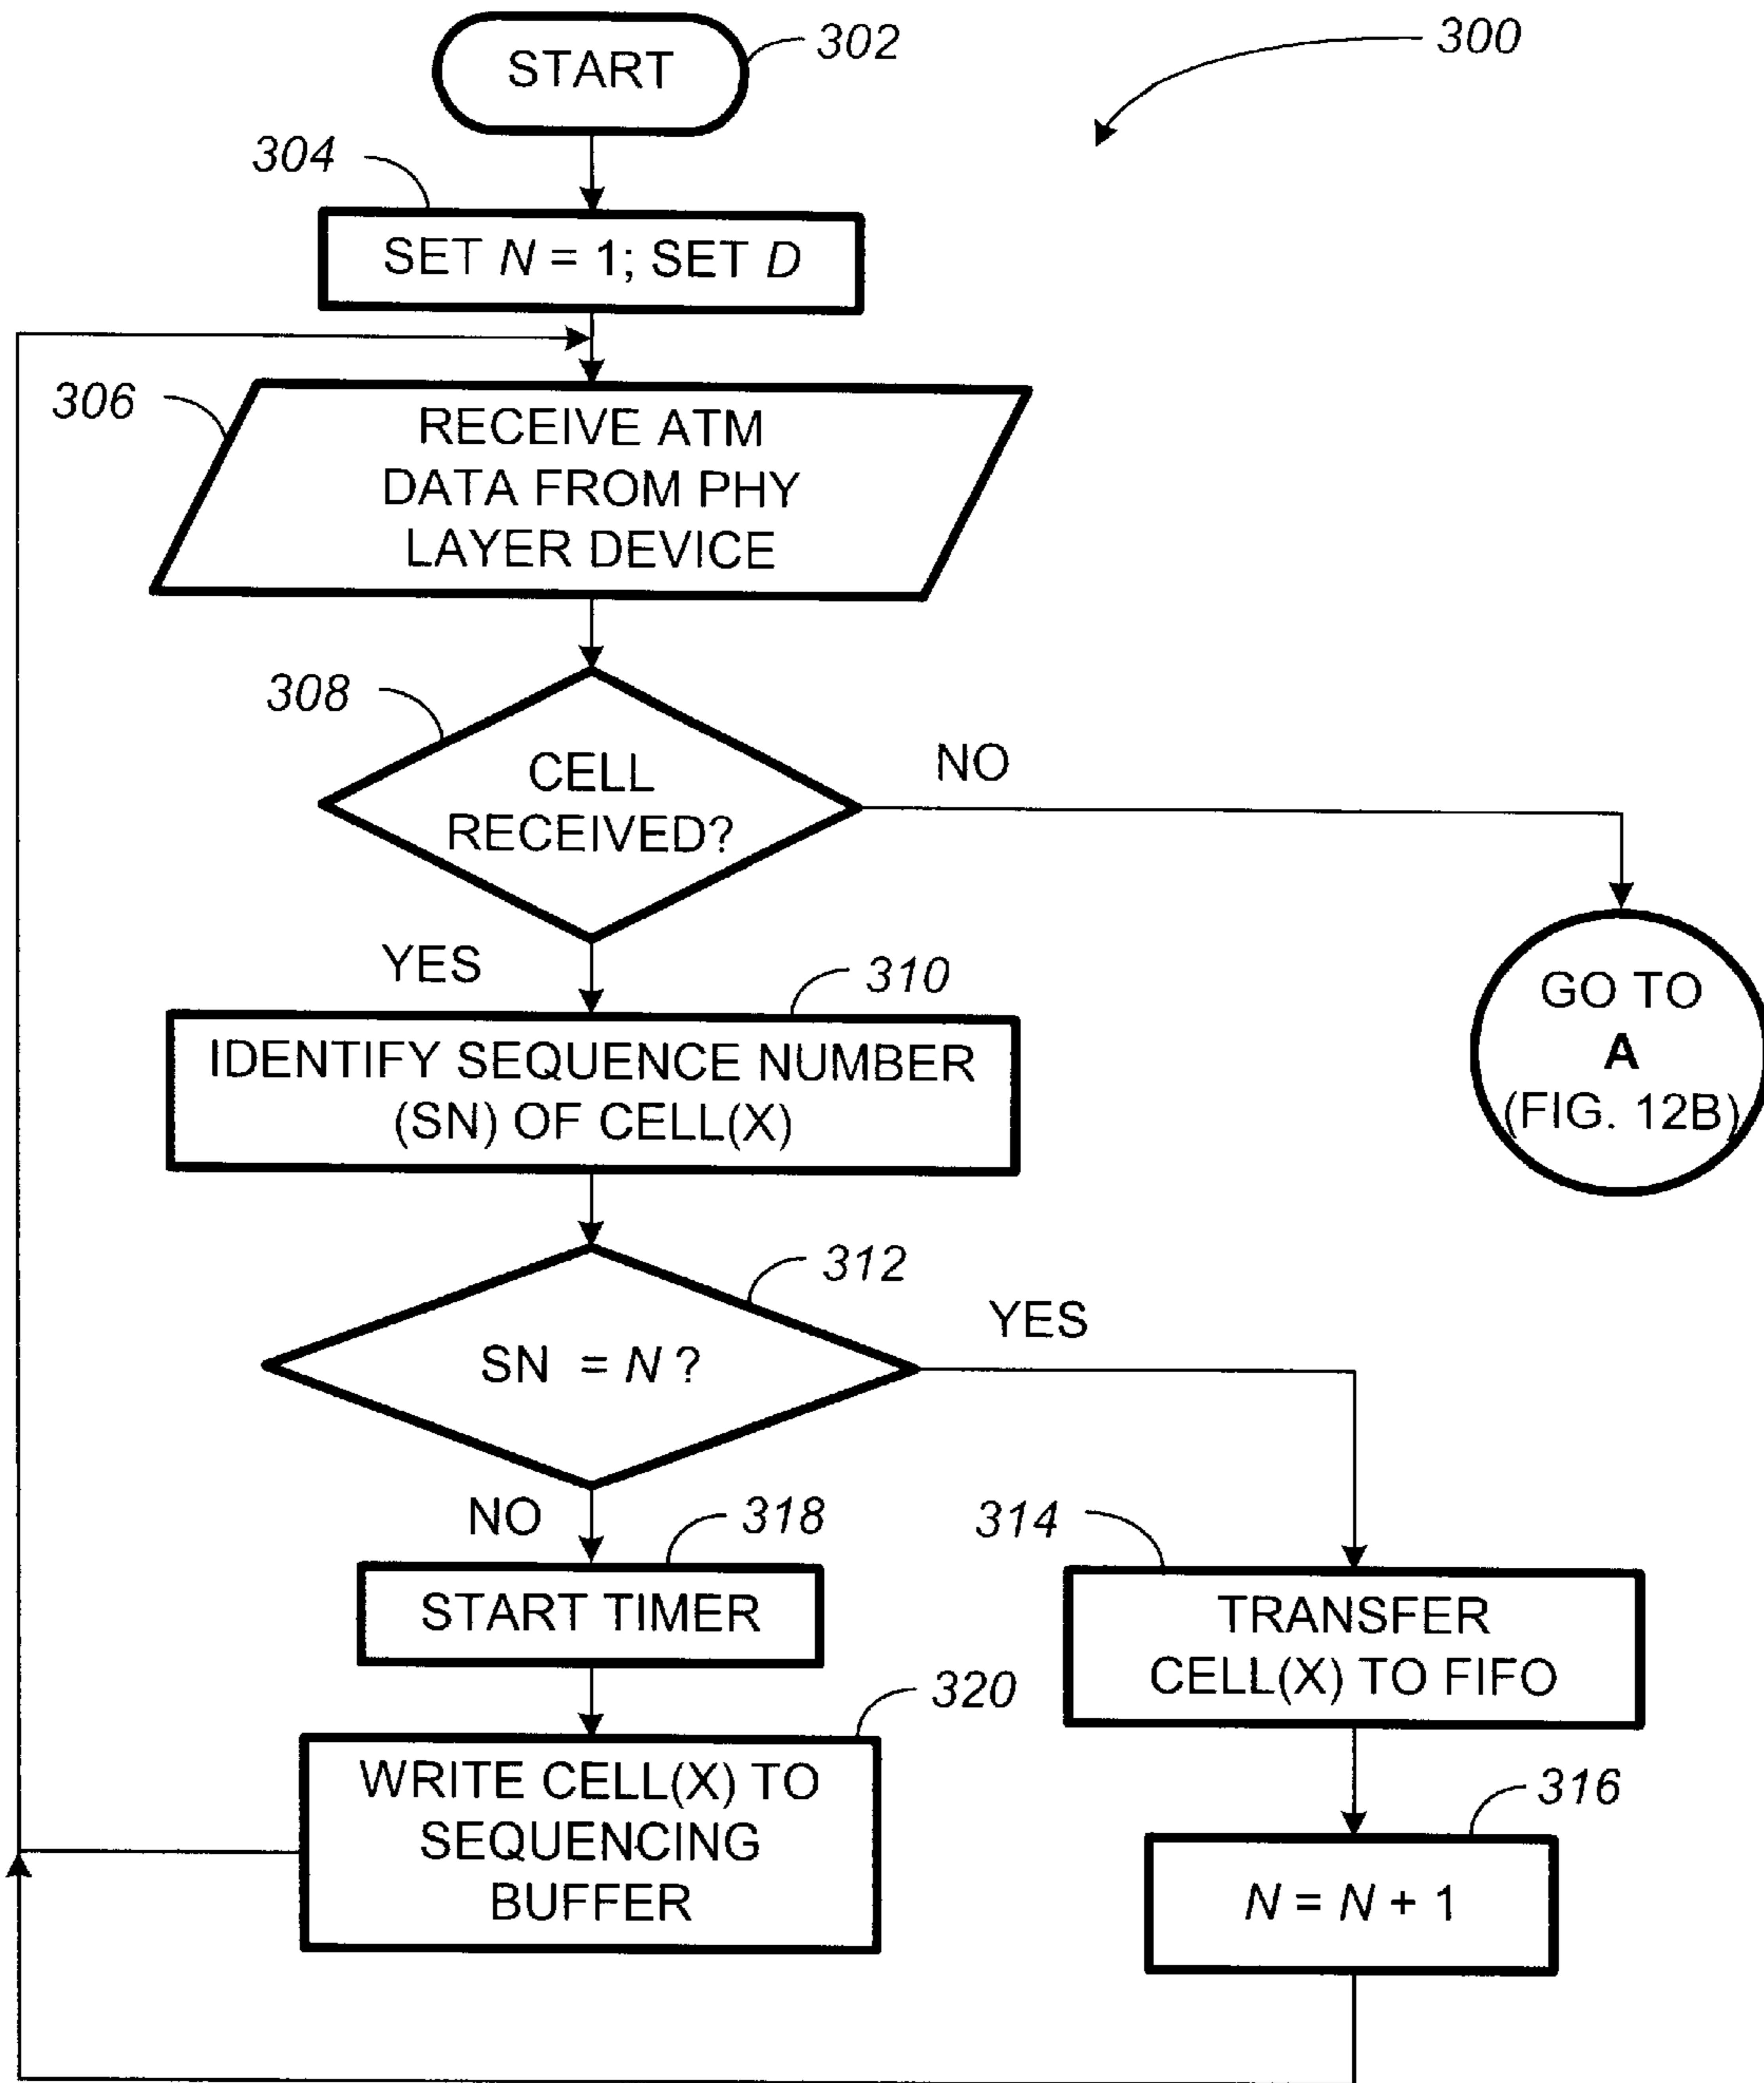 START
302
300
304
SET N = 1; SET D
306
RECEIVE ATM
DATA FROM PHY
LAYER DEVICE
308
CELL
RECEIVED?
NO
YES
310
GO TO
A
(FIG. 12B)
IDENTIFY SEQUENCE NUMBER
(SN) OF CELL(X)
312
SN = N ?
YES
NO
318
314
START TIMER
TRANSFER
CELL(X) TO FIFO
320
WRITE CELL(X) TO
SEQUENCING
BUFFER
316
N = N + 1